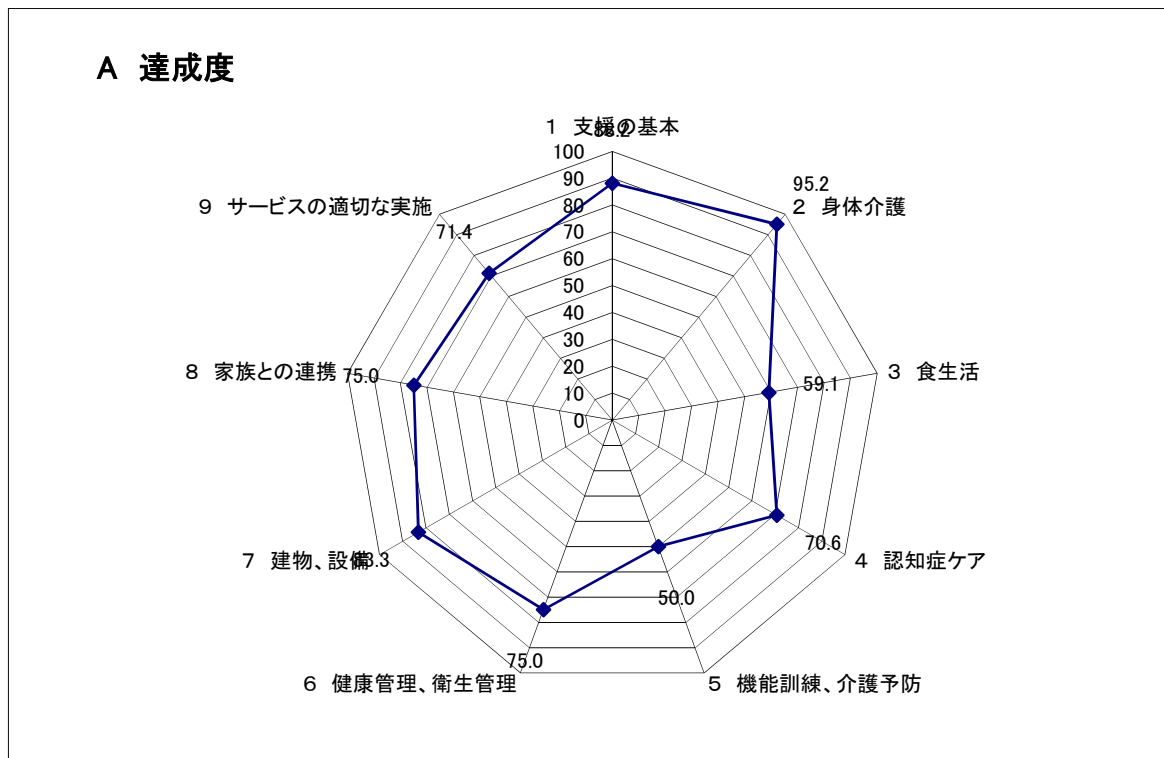 A 達成度
1 支援の基本
88.2
95.2
2 身体介護
9 サービスの適切な実施
71.4
100
90
80
70
60
50
40
30
20
10
0
8 家族との連携
75.0
59.1
3 食生活
7 建物、設備
83.3
70.6
4 認知症ケア
50.0
75.0
6 健康管理、衛生管理
5 機能訓練、介護予防